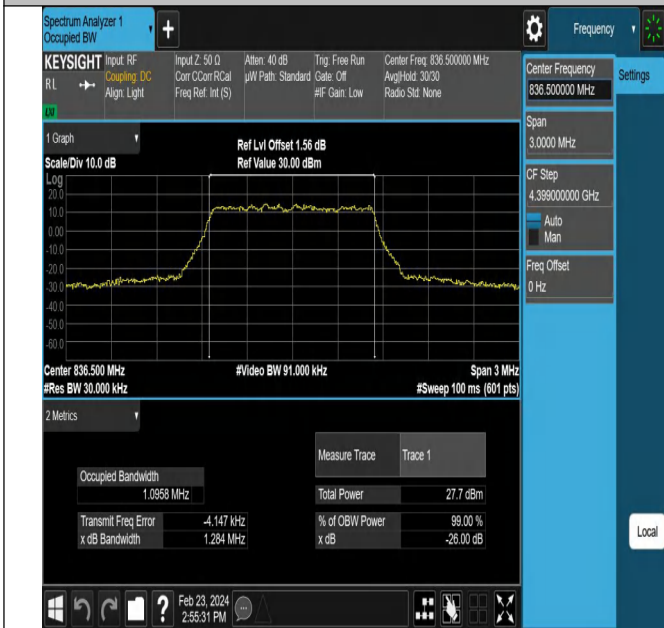 Spectrum Analyzer 1
Occupied BW
+
Frequency
KEYSIGHT
RL
LXI
Input: RF
Coupling: DC
Align: Light
Input Z: 50 Ω
Corr CCorr RCal
Freq Ref: Int (S)
Atten: 40 dB
µW Path: Standard
Trig: Free Run
Gate: Off
#IF Gain: Low
Center Freq: 836.500000 MHz
Avg|Hold: 30/30
Radio Std: None
Center Frequency
836.500000 MHz
Settings
Span
3.0000 MHz
CF Step
4.399000000 GHz
Auto
Man
Freq Offset
0 Hz
Local
1 Graph
Scale/Div 10.0 dB
Ref Lvl Offset 1.56 dB
Ref Value 30.00 dBm
Log
20.0
10.0
0.00
-10.0
-20.0
-30.0
-40.0
-50.0
-60.0
Center 836.500 MHz
#Video BW 91.000 kHz
Span 3 MHz
#Res BW 30.000 kHz
#Sweep 100 ms (601 pts)
2 Metrics
Measure Trace
Trace 1
Occupied Bandwidth
1.0958 MHz
Total Power
27.7 dBm
Transmit Freq Error
-4.147 kHz
% of OBW Power
99.00 %
x dB Bandwidth
1.284 MHz
x dB
-26.00 dB
?
Feb 23, 2024
2:55:31 PM